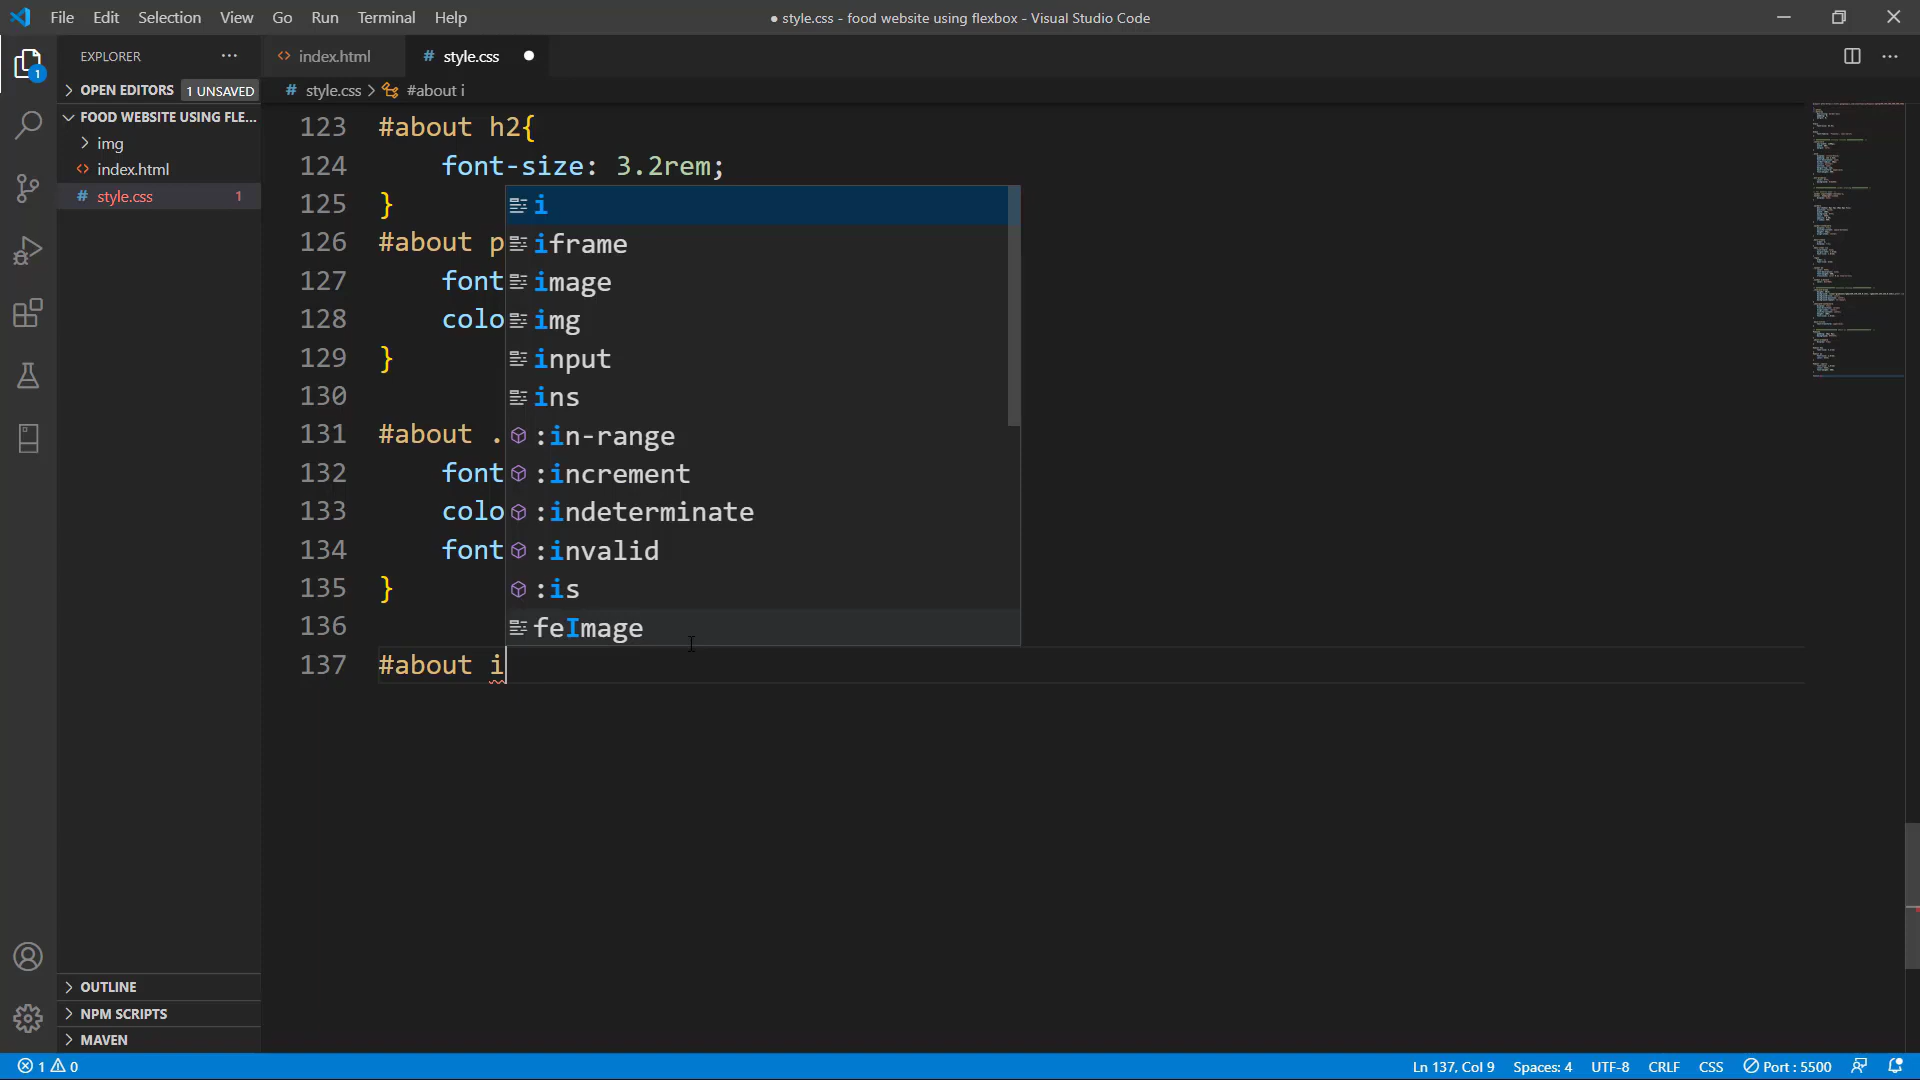 File Edit Selection View Go Run Terminal Help
● style.css - food website using flexbox - Visual Studio Code
EXPLORER
index.html
# style.css
OPEN EDITORS 1 UNSAVED
# style.css > #about i
FOOD WEBSITE USING FLE...
img
index.html
# style.css 1
123 #about h2{
124 font-size: 3.2rem;
125 }
126 #about p
127 font
128 colo
129 }
130
131 #about .
132 font
133 colo
134 font
135 }
136
137 #about i
i
iframe
image
img
input
ins
:in-range
:increment
:indeterminate
:invalid
:is
feImage
1
OUTLINE
NPM SCRIPTS
MAVEN
1 0
Ln 137, Col 9 Spaces: 4 UTF-8 CRLF CSS Port : 5500